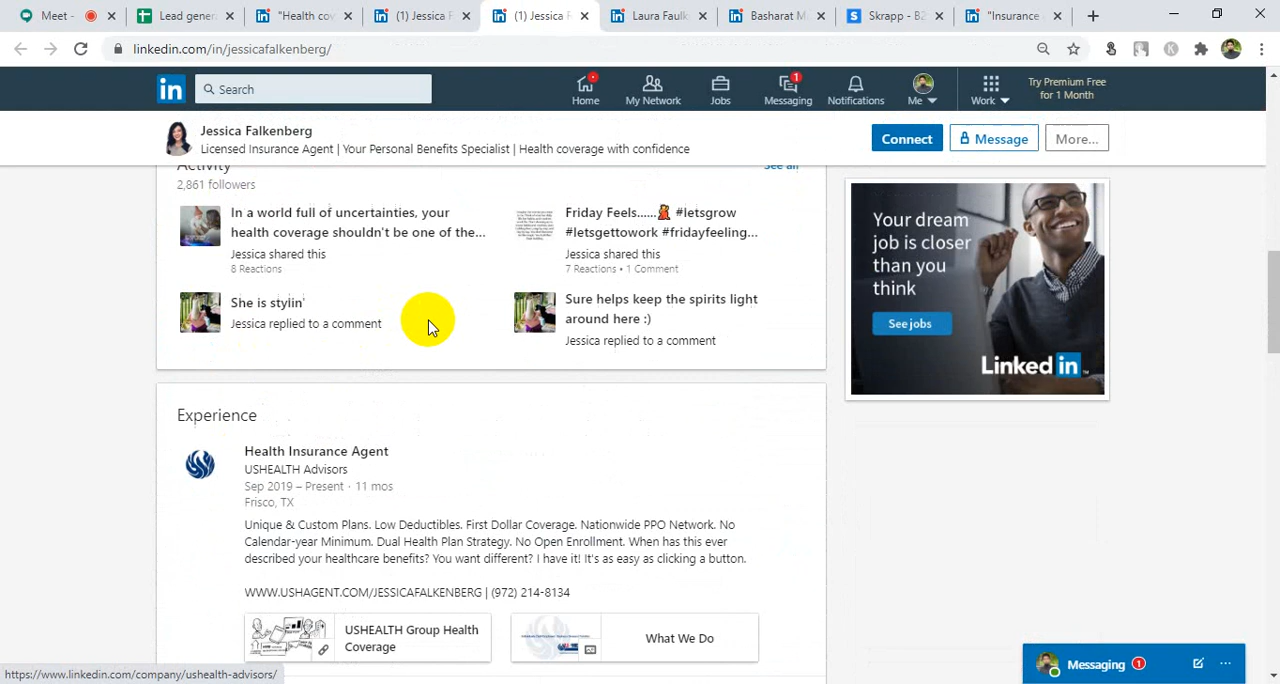 Meet -
Lead gener
"Health cov
(1) Jessica F
(1) Jessica F
Laura Faulk
Basharat M
Skrapp - B2
"Insurance
linkedin.com/in/jessicafalkenberg/
in
Search
Home
My Network
Jobs
1
Messaging
Notifications
Me
Work
Try Premium Free
for 1 Month
Jessica Falkenberg
Licensed Insurance Agent | Your Personal Benefits Specialist | Health coverage with confidence
Connect
Message
More...
Activity
See all
2,861 followers
In a world full of uncertainties, your
health coverage shouldn't be one of the...
Jessica shared this
8 Reactions
Friday Feels...... #letsgrow
#letsgettowork #fridayfeeling...
Jessica shared this
7 Reactions • 1 Comment
She is stylin'
Jessica replied to a comment
Sure helps keep the spirits light
around here :)
Jessica replied to a comment
Your dream
job is closer
than you
think
See jobs
Linked in
Experience
Health Insurance Agent
USHEALTH Advisors
Sep 2019 – Present · 11 mos
Frisco, TX
Unique & Custom Plans. Low Deductibles. First Dollar Coverage. Nationwide PPO Network. No
Calendar-year Minimum. Dual Health Plan Strategy. No Open Enrollment. When has this ever
described your healthcare benefits? You want different? I have it! It's as easy as clicking a button.
WWW.USHAGENT.COM/JESSICAFALKENBERG | (972) 214-8134
USHEALTH Group Health
Coverage
What We Do
Messaging 1
https://www.linkedin.com/company/ushealth-advisors/